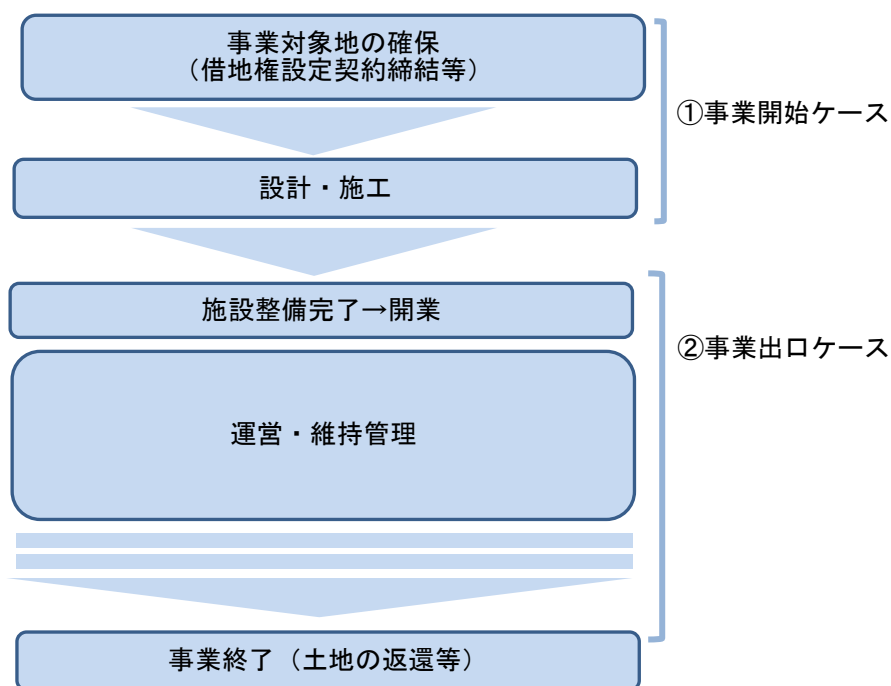 事業対象地の確保
（借地権設定契約締結等）
①事業開始ケース
設計・施工
施設整備完了→開業
②事業出口ケース
運営・維持管理
事業終了（土地の返還等）